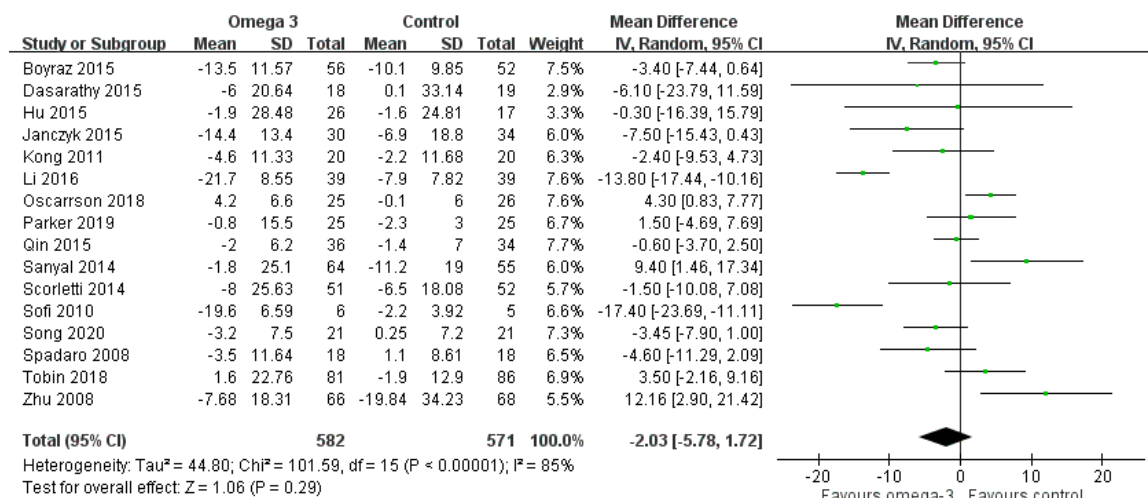 Omega 3 Control Mean Difference Mean Difference
Study or Subgroup Mean SD Total Mean SD Total Weight IV, Random, 95% CI IV, Random, 95% CI
Boyraz 2015 -13.5 11.57 56 -10.1 9.85 52 7.5% -3.40 [-7.44, 0.64]
Dasarathy 2015 -6 20.64 18 0.1 33.14 19 2.9% -6.10 [-23.79, 11.59]
Hu 2015 -1.9 28.48 26 -1.6 24.81 17 3.3% -0.30 [-16.39, 15.79]
Janczyk 2015 -14.4 13.4 30 -6.9 18.8 34 6.0% -7.50 [-15.43, 0.43]
Kong 2011 -4.6 11.33 20 -2.2 11.68 20 6.3% -2.40 [-9.53, 4.73]
Li 2016 -21.7 8.55 39 -7.9 7.82 39 7.6% -13.80 [-17.44, -10.16]
Oscarrson 2018 4.2 6.6 25 -0.1 6 26 7.6% 4.30 [0.83, 7.77]
Parker 2019 -0.8 15.5 25 -2.3 3 25 6.7% 1.50 [-4.69, 7.69]
Qin 2015 -2 6.2 36 -1.4 7 34 7.7% -0.60 [-3.70, 2.50]
Sanyal 2014 -1.8 25.1 64 -11.2 19 55 6.0% 9.40 [1.46, 17.34]
Scorletti 2014 -8 25.63 51 -6.5 18.08 52 5.7% -1.50 [-10.08, 7.08]
Sofi 2010 -19.6 6.59 6 -2.2 3.92 5 6.6% -17.40 [-23.69, -11.11]
Song 2020 -3.2 7.5 21 0.25 7.2 21 7.3% -3.45 [-7.90, 1.00]
Spadaro 2008 -3.5 11.64 18 1.1 8.61 18 6.5% -4.60 [-11.29, 2.09]
Tobin 2018 1.6 22.76 81 -1.9 12.9 86 6.9% 3.50 [-2.16, 9.16]
Zhu 2008 -7.68 18.31 66 -19.84 34.23 68 5.5% 12.16 [2.90, 21.42]
Total (95% CI) 582 571 100.0% -2.03 [-5.78, 1.72]
Heterogeneity: Tau² = 44.80; Chi² = 101.59, df = 15 (P < 0.00001); I² = 85%
Test for overall effect: Z = 1.06 (P = 0.29)
-20 -10 0 10 20
Favours omega-3 Favours control